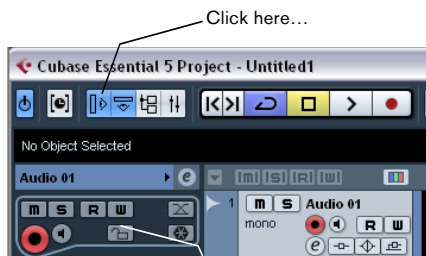 Click here…
Cubase Essential 5 Project - Untitled1
No Object Selected
Audio 01 e [m] [S] [R] [W]
m S R W 1 m S Audio 01
mono R W
e